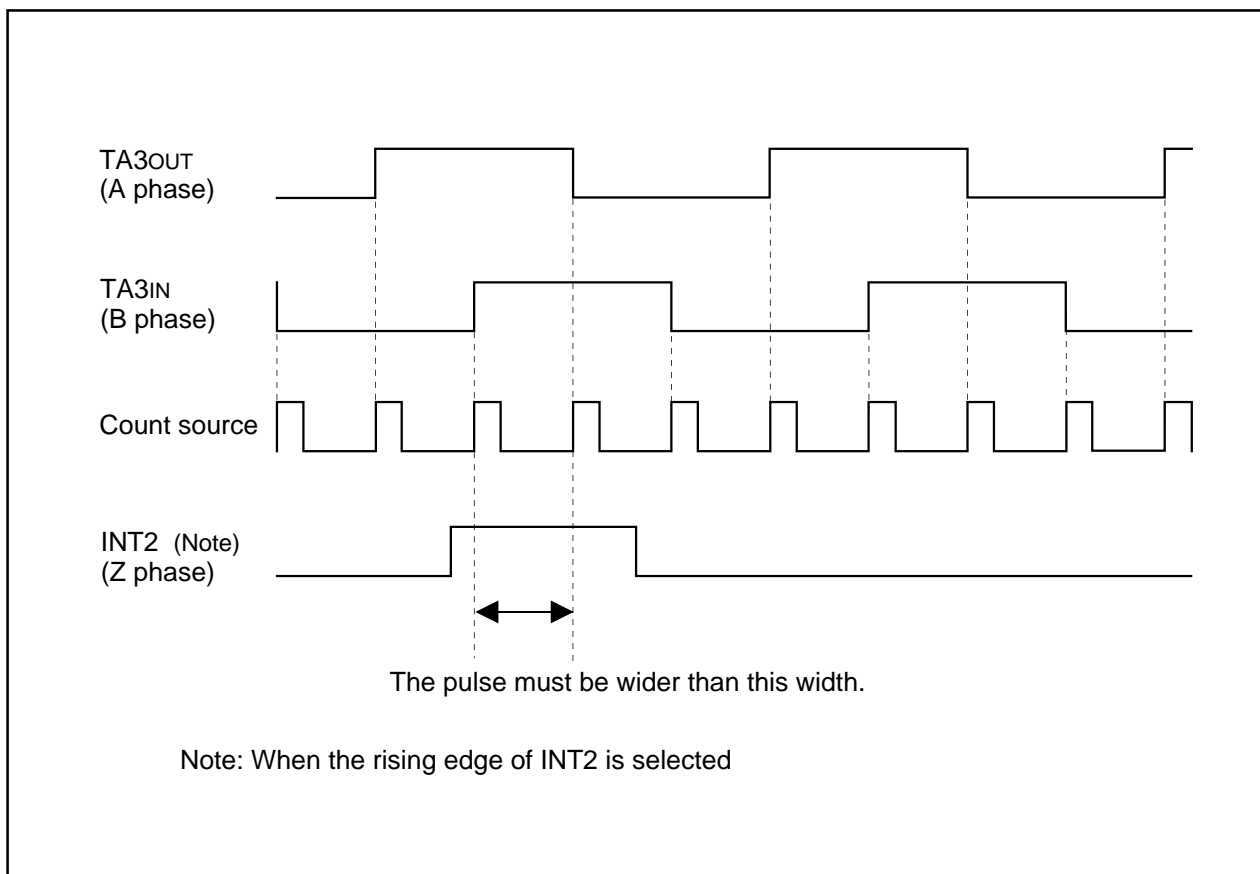 TA3OUT
(A phase)
TA3IN
(B phase)
Count source
INT2 (Note)
(Z phase)
The pulse must be wider than this width.
Note: When the rising edge of INT2 is selected